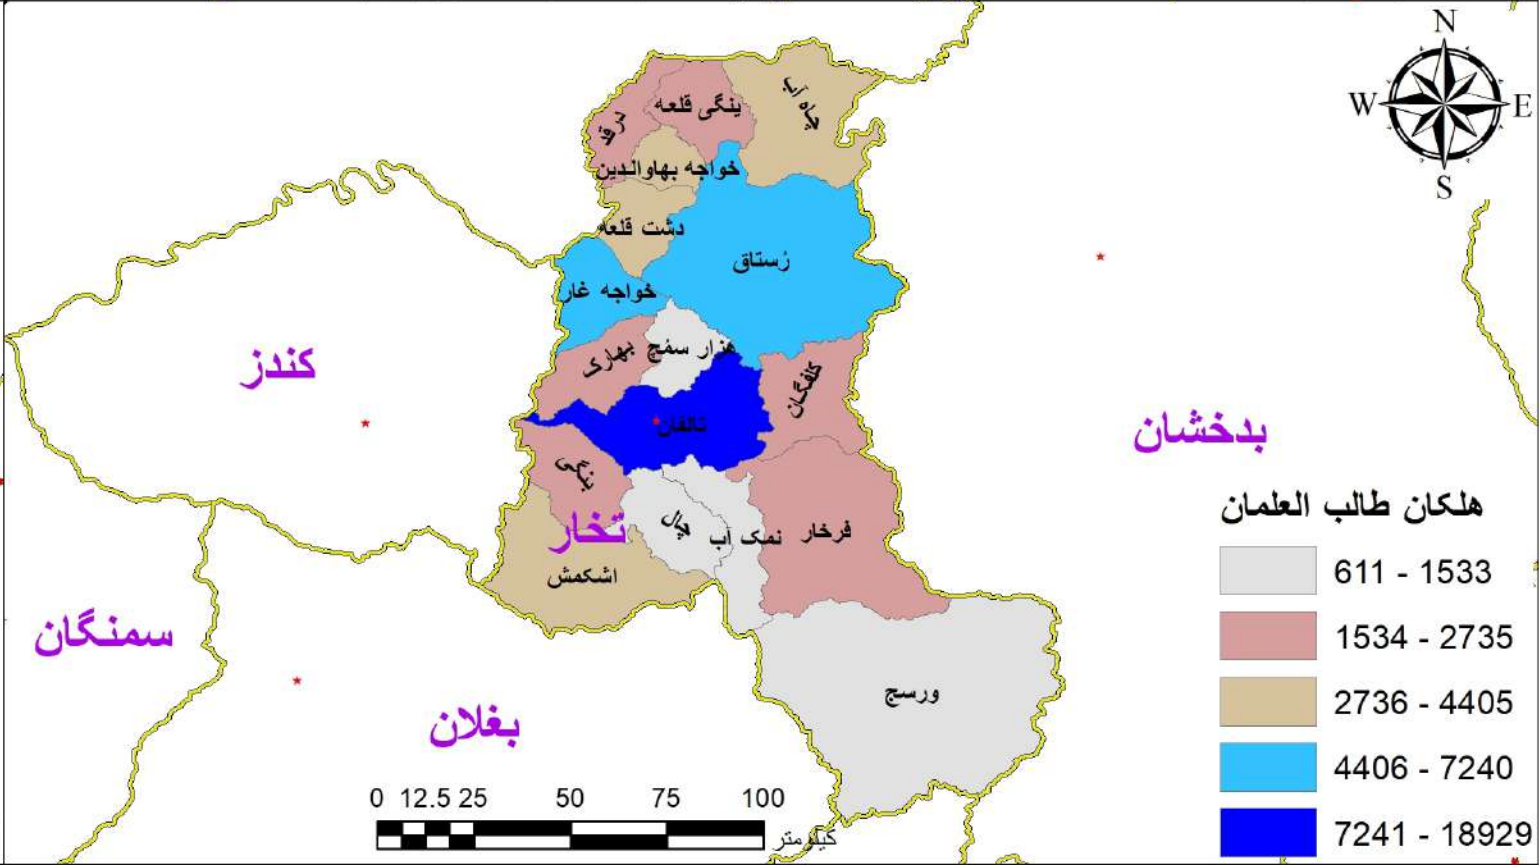 N
W E
S
ینگی قلعه
چاه آب
درقد
خواجه بهاوالدین
دشت قلعه
رُستاق
خواجه غار
هزار سمُچ
بهارک
کلفگان
کندز
تالقان
بدخشان
بنگی
تخار
چال
نمک آب
فرخار
اشکمش
سمنگان
ورسج
بغلان
هلکان طالب العلمان
611 - 1533
1534 - 2735
2736 - 4405
4406 - 7240
7241 - 18929
0 12.5 25 50 75 100
کیلومتر